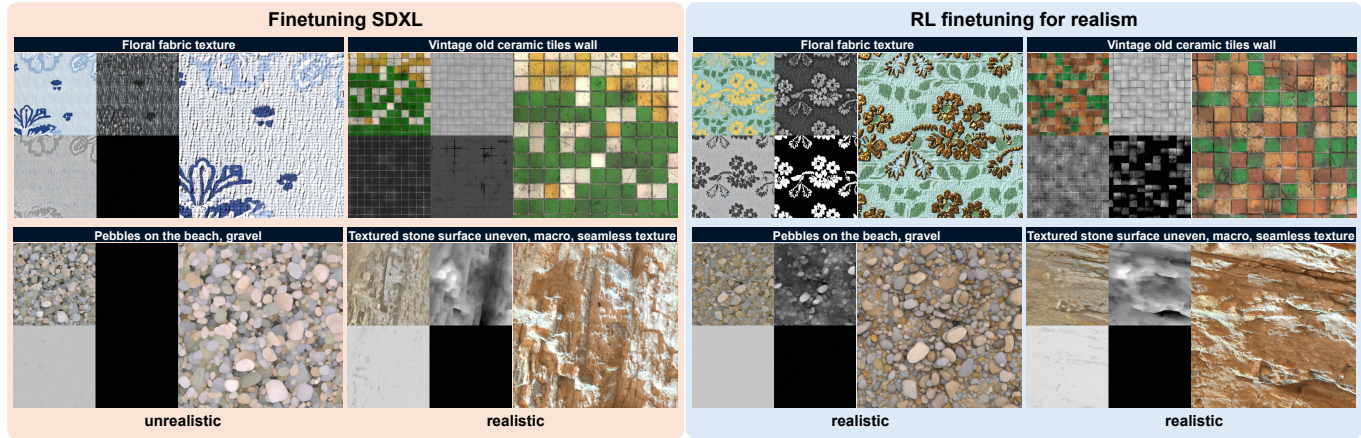 Finetuning SDXL
RL finetuning for realism
Floral fabric texture
Vintage old ceramic tiles wall
Floral fabric texture
Vintage old ceramic tiles wall
Pebbles on the beach, gravel
Textured stone surface uneven, macro, seamless texture
Pebbles on the beach, gravel
Textured stone surface uneven, macro, seamless texture
unrealistic
realistic
realistic
realistic